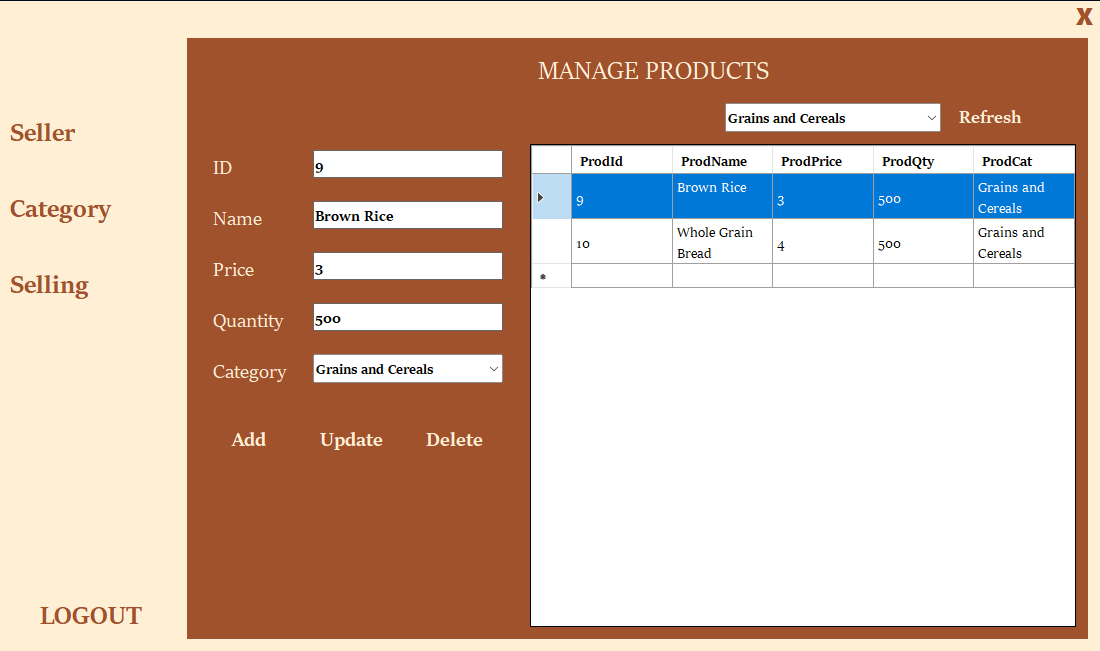 X
MANAGE PRODUCTS
Grains and Cereals
Refresh
Seller
Category
Selling
LOGOUT
ID
9
Name
Brown Rice
Price
3
Quantity
500
Category
Grains and Cereals
Add Update Delete
ProdId ProdName ProdPrice ProdQty ProdCat
9 Brown Rice 3 500 Grains and
Cereals
10 Whole Grain 4 500 Grains and
Bread Cereals